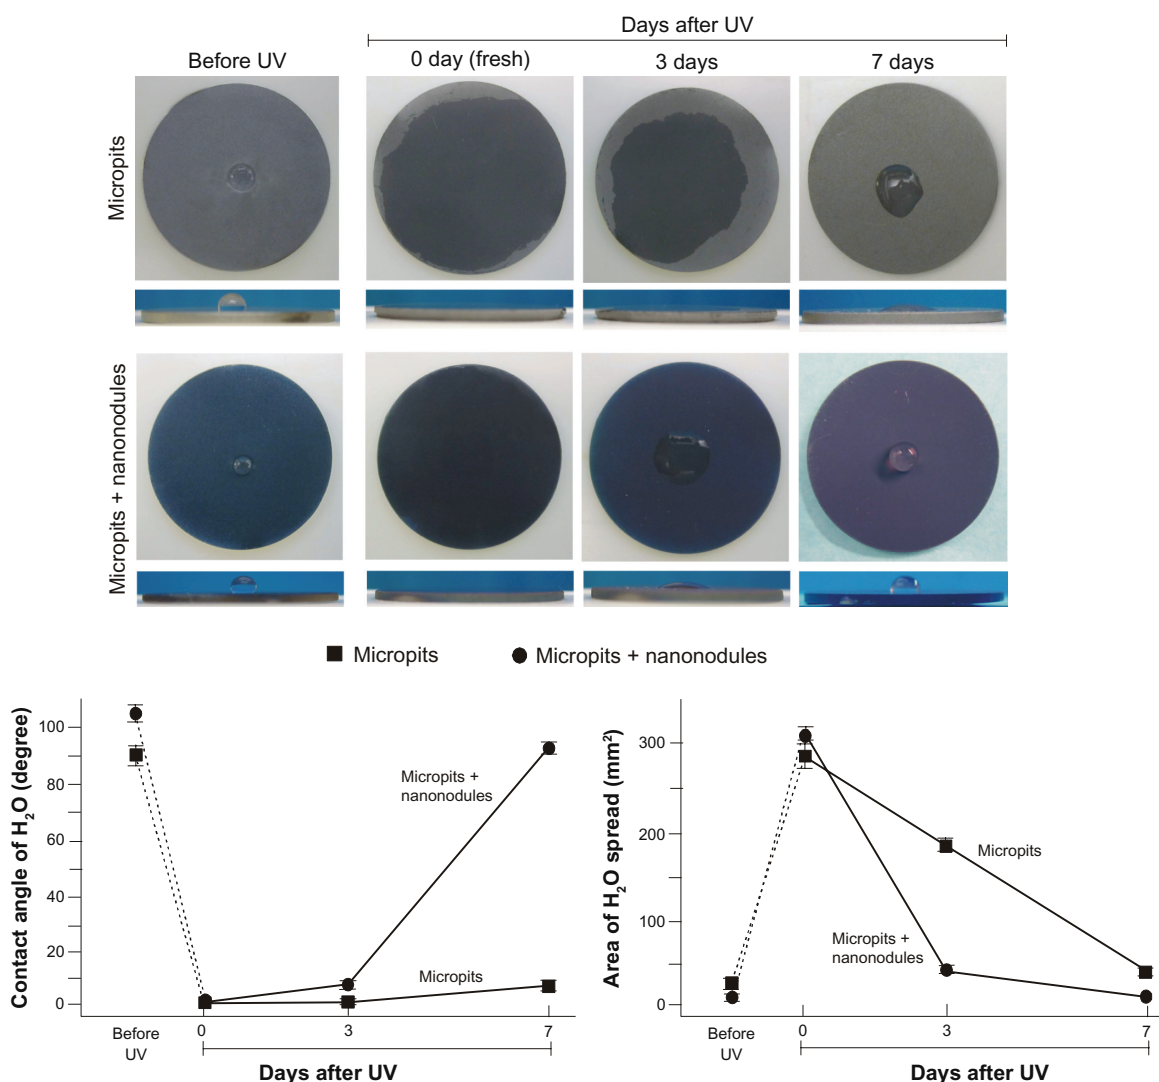 Days after UV
Before UV
0 day (fresh)
3 days
7 days
Micropits
Micropits + nanonodules
Micropits
Micropits + nanonodules
Contact angle of H₂O (degree)
100
80
60
40
20
0
Micropits +
nanonodules
Micropits
Before
UV
0
3
7
Days after UV
Area of H₂O spread (mm²)
300
200
100
0
Micropits
Micropits +
nanonodules
Before
UV
0
3
7
Days after UV